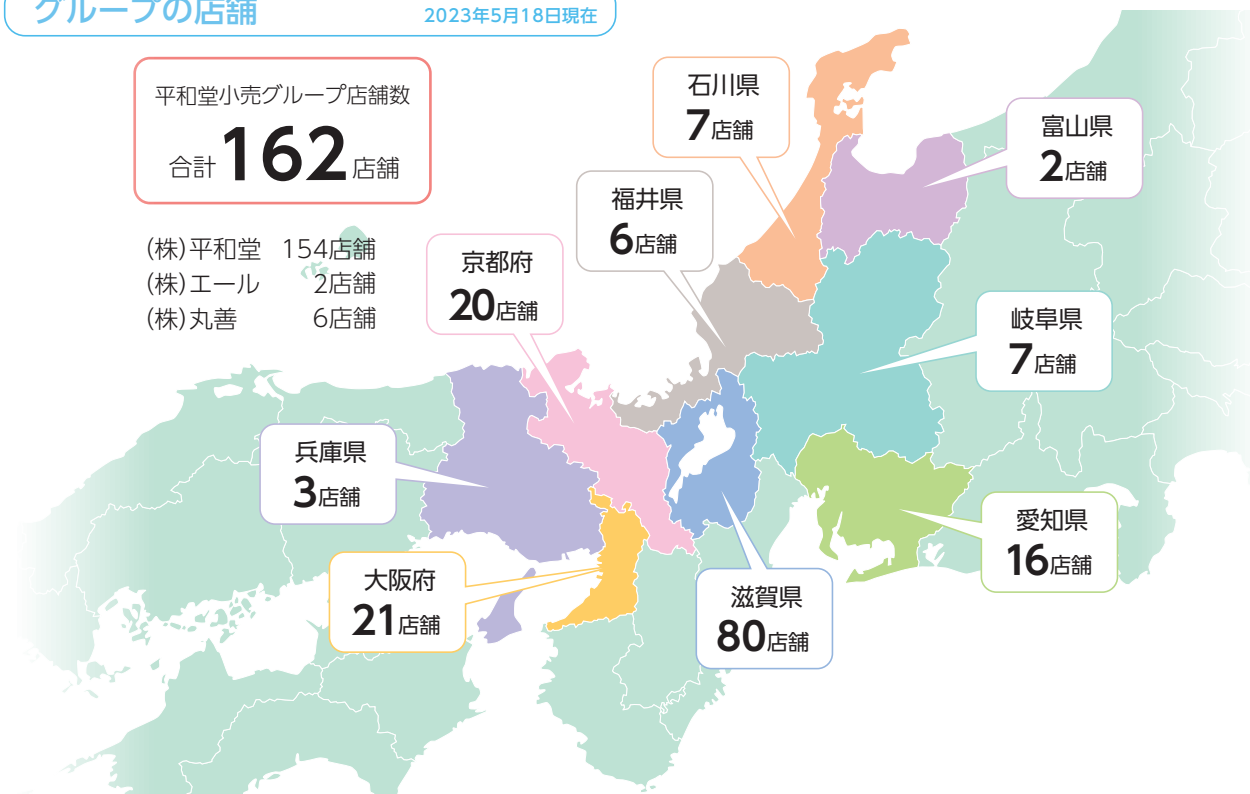 グループの店舗
2023年5月18日現在
平和堂小売グループ店舗数
合計162店舗
(株)平和堂 154店舗
(株)エール 2店舗
(株)丸善 6店舗
石川県
7店舗
富山県
2店舗
福井県
6店舗
京都府
20店舗
岐阜県
7店舗
兵庫県
3店舗
愛知県
16店舗
大阪府
21店舗
滋賀県
80店舗